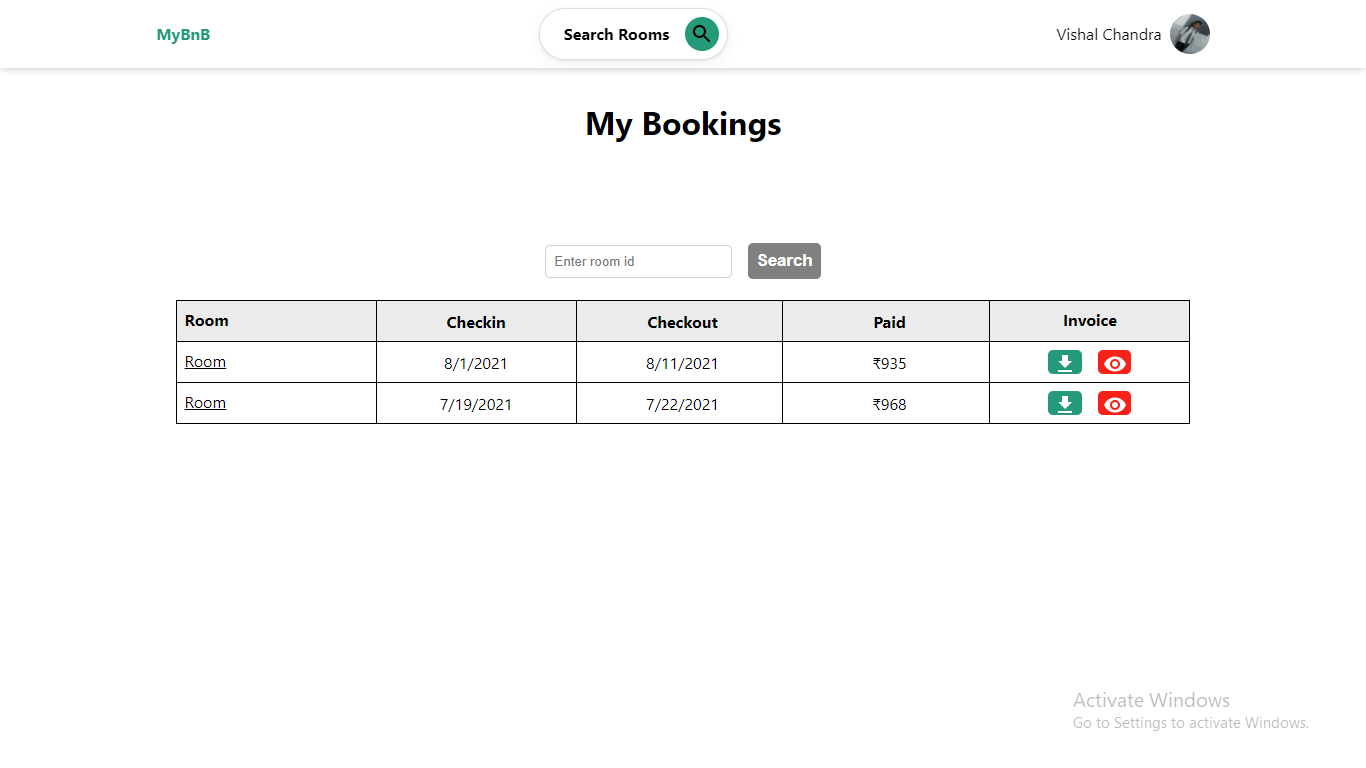 MyBnB Search Rooms Vishal Chandra
My Bookings
Enter room id Search
Room Checkin Checkout Paid Invoice
Room 8/1/2021 8/11/2021 ₹935
Room 7/19/2021 7/22/2021 ₹968
Activate Windows
Go to Settings to activate Windows.